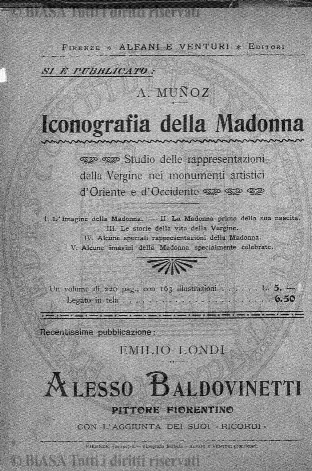 © BIASA Tutti i diritti riservati
FIRENZE * ALFANI E VENTURI * EDITORI
SI È PUBBLICATO:
A. MUÑOZ
Iconografia della Madonna
Studio delle rappresentazioni
della Vergine nei monumenti artistici
d'Oriente e d'Occidente
I. L'Imagine della Madonna. — II. La Madonna prima della sua nascita.
III. Le storie della vita della Vergine.
IV. Alcune speciali rappresentazioni della Madonna
V. Alcune imagini della Madonna specialmente celebrate.
Un volume di 220 pag., con 163 illustrazioni . . . L. 5. —
Legato in tela . . . 6.50
Recentissima pubblicazione:
EMILIO LONDI
ALESSO BALDOVINETTI
PITTORE FIORENTINO
CON L'AGGIUNTA DEI SUOI «RICORDI»
© BIASA Tutti i diritti riservati